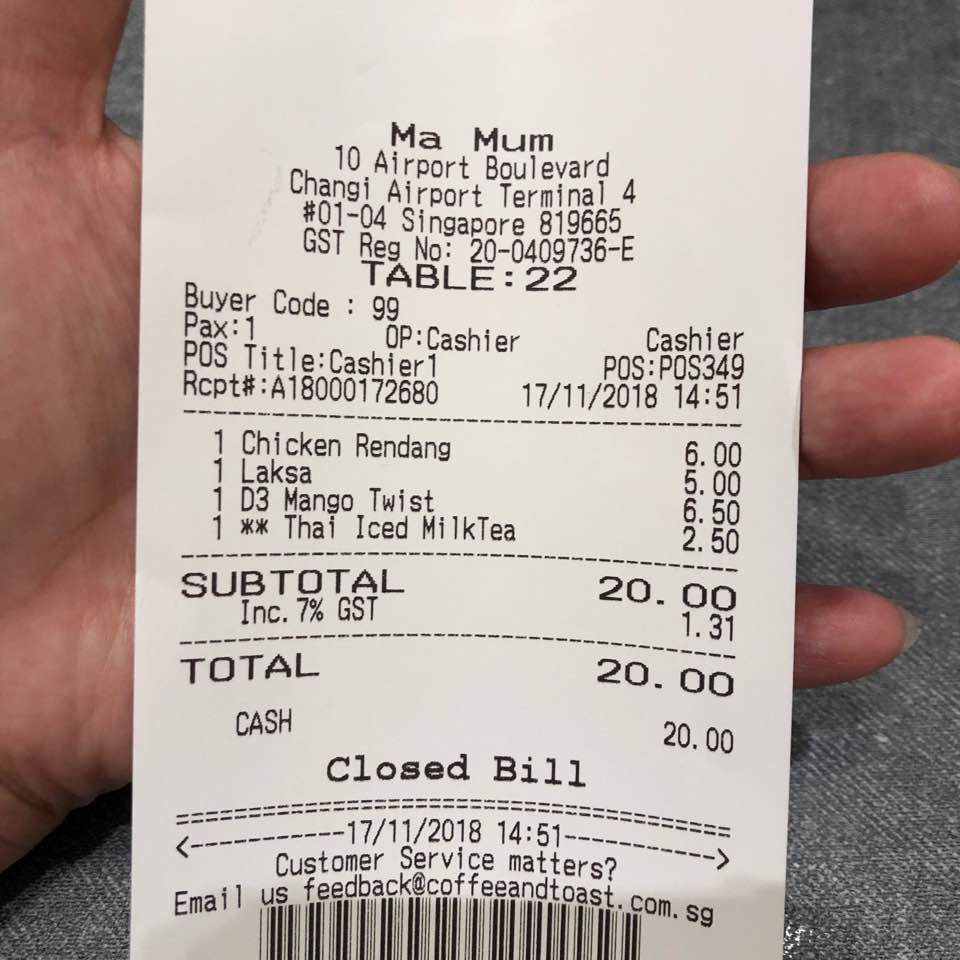 Ma Mum
10 Airport Boulevard
Changi Airport Terminal 4
#01-04 Singapore 819665
GST Reg No: 20-0409736-E
TABLE:22
Buyer Code : 99
Pax:1 OP:Cashier Cashier
POS Title:Cashier1 POS:POS349
Rcpt#:A18000172680 17/11/2018 14:51
1 Chicken Rendang 6.00
1 Laksa 5.00
1 D3 Mango Twist 6.50
1 ** Thai Iced MilkTea 2.50
SUBTOTAL 20.00
Inc. 7% GST 1.31
TOTAL 20.00
CASH 20.00
Closed Bill
<----------17/11/2018 14:51---------->
Customer Service matters?
Email us feedback@coffeeandtoast.com.sg